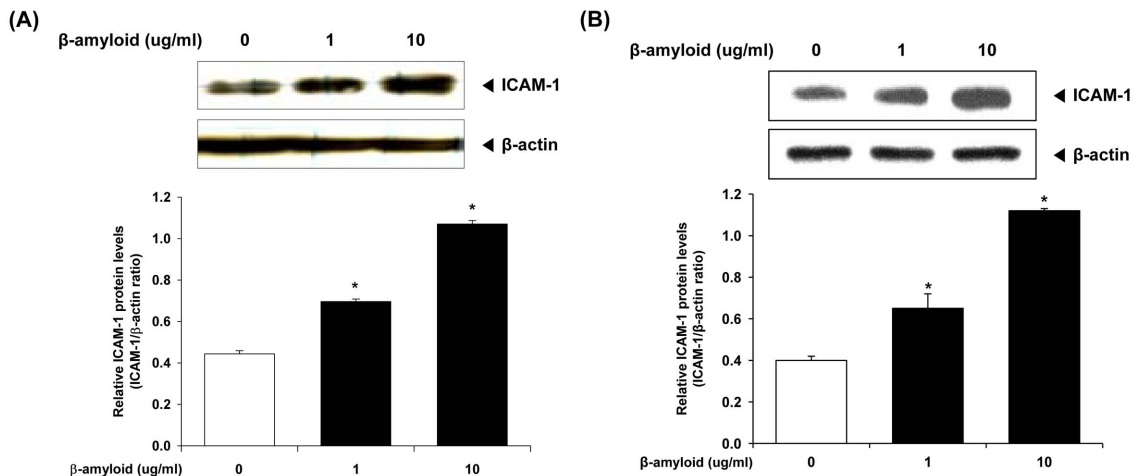 (A)
β-amyloid (ug/ml) 0 1 10
ICAM-1
β-actin
1.2
1.0
0.8
0.6
0.4
0.2
0.0
Relative ICAM-1 protein levels
(ICAM-1/β-actin ratio)
*
*
β-amyloid (ug/ml) 0 1 10
(B)
β-amyloid (ug/ml) 0 1 10
ICAM-1
β-actin
1.2
1.0
0.8
0.6
0.4
0.2
0.0
Relative ICAM-1 protein levels
(ICAM-1/β-actin ratio)
*
*
β-amyloid (ug/ml) 0 1 10